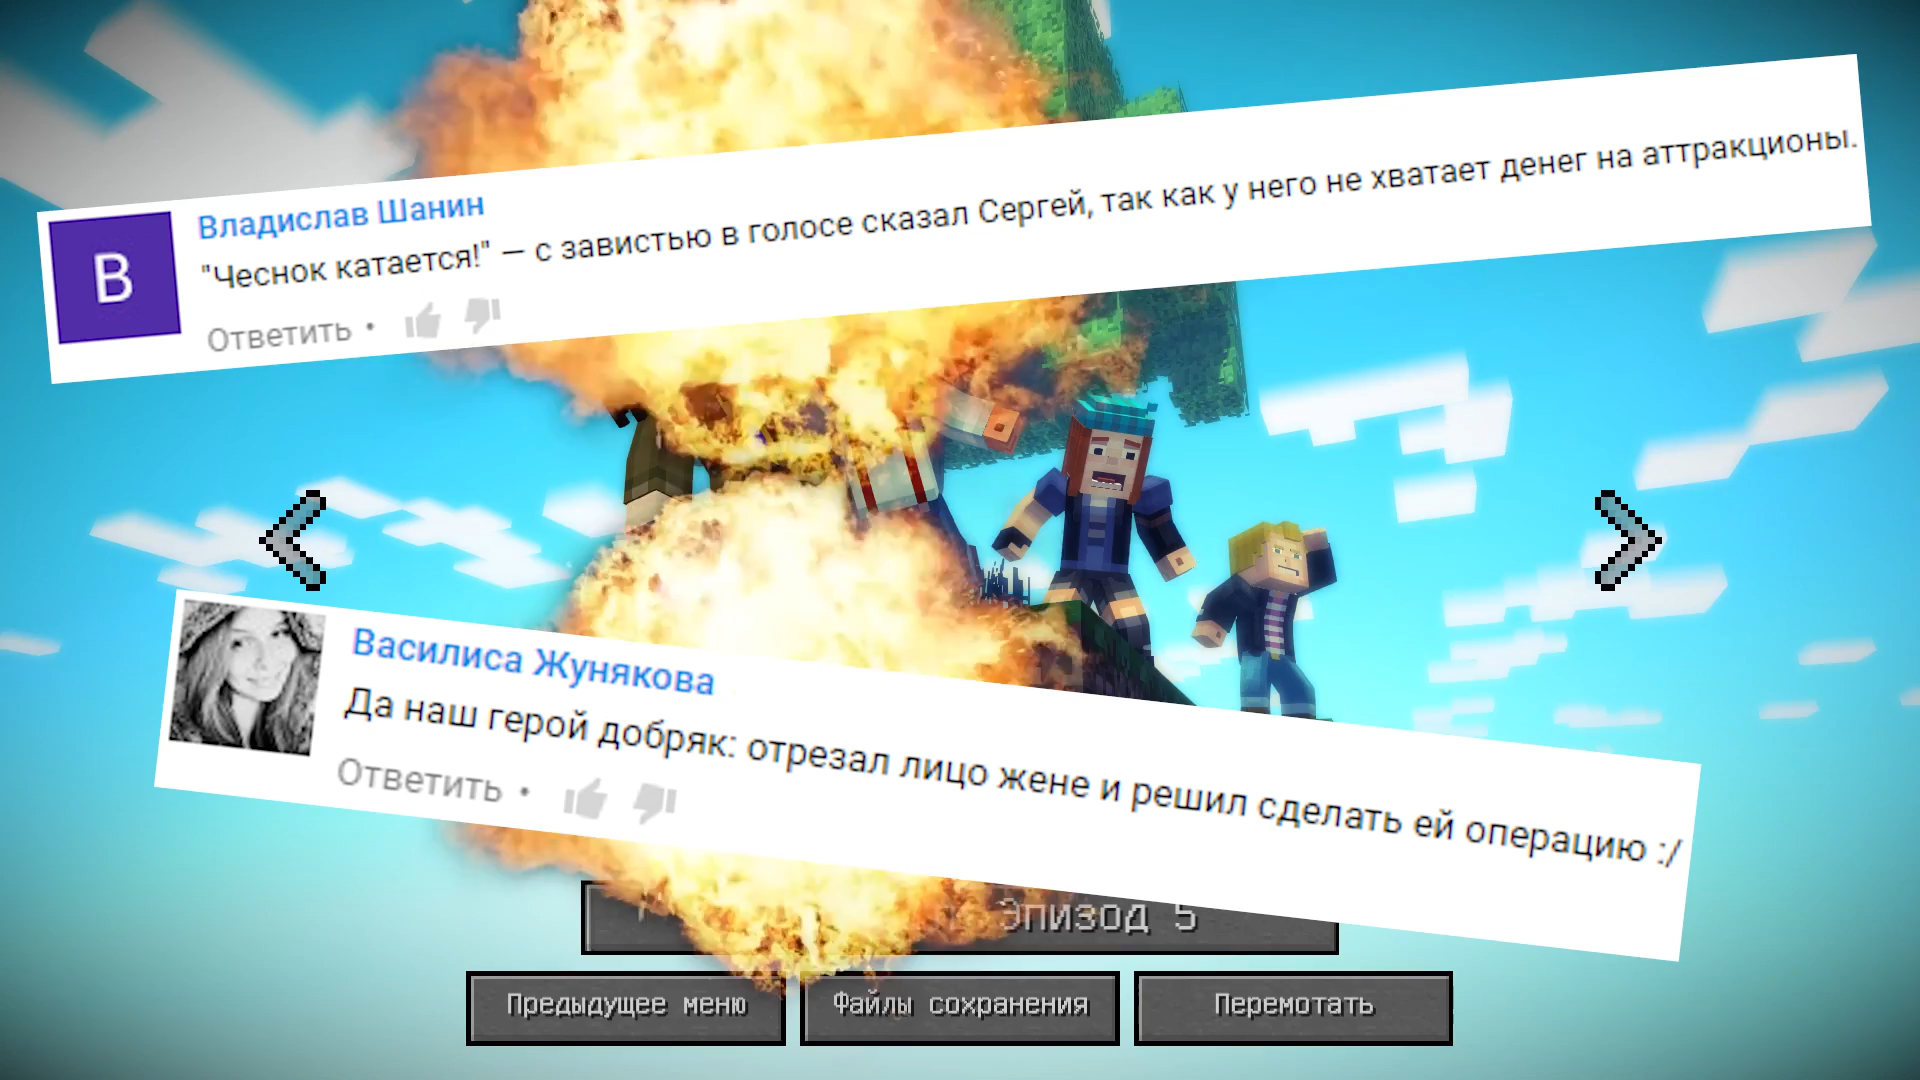 Владислав Шанин
"Чеснок катается!" — с завистью в голосе сказал Сергей, так как у него не хватает денег на аттракционы.
В
Ответить •
Василиса Жунякова
Да наш герой добряк: отрезал лицо жене и решил сделать ей операцию :/
Ответить •
Эпизод 5
Предыдущее меню
Файлы сохранения
Перемотать